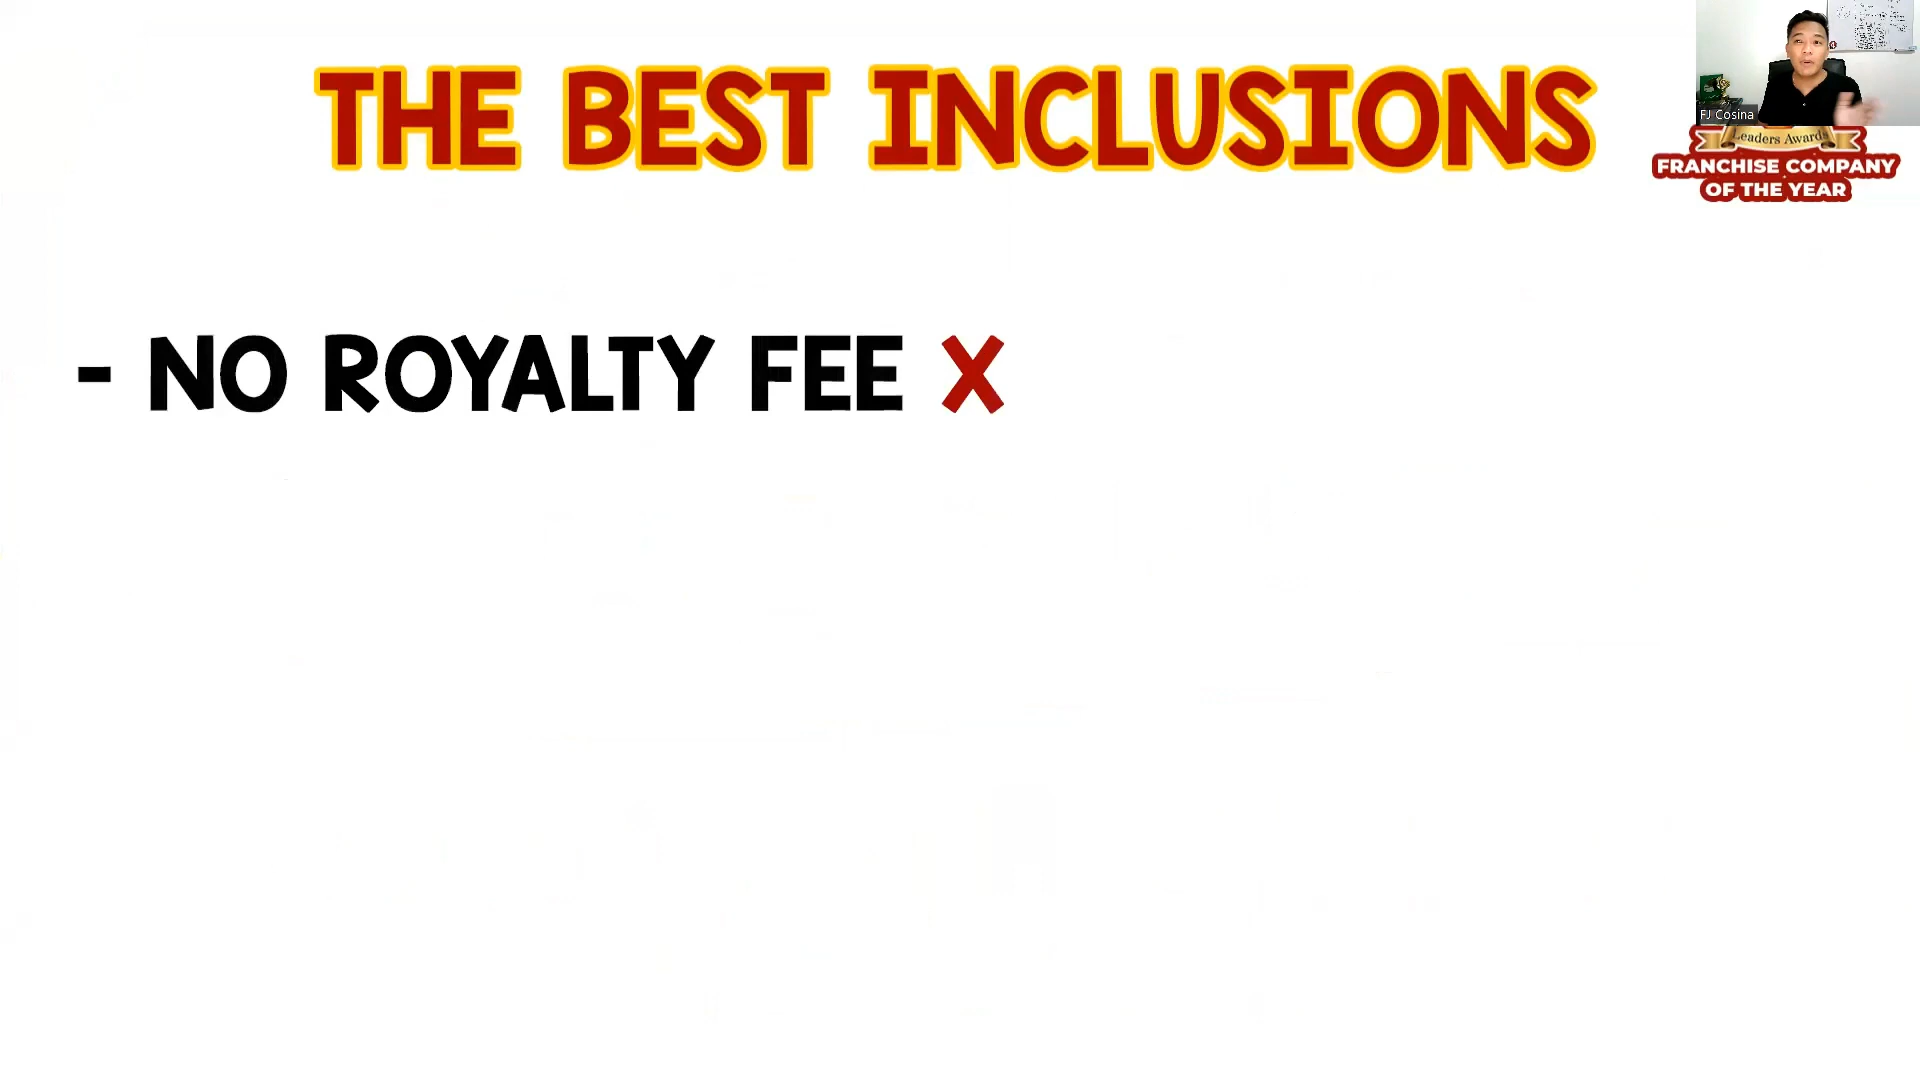 THE BEST INCLUSIONS
FJ Cosina
Leaders Awards
FRANCHISE COMPANY
OF THE YEAR
- NO ROYALTY FEE X